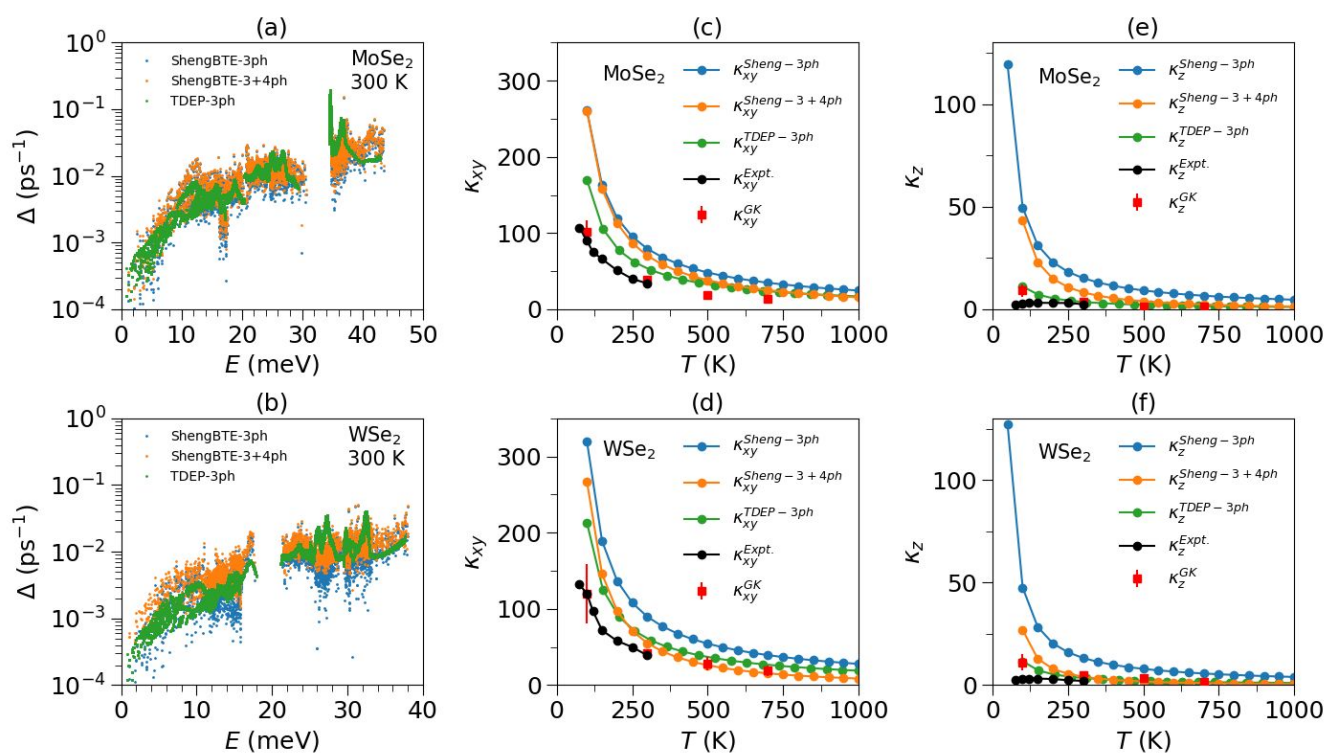 (a)
10⁰
10⁻¹
10⁻²
10⁻³
10⁻⁴
Δ (ps⁻¹)
ShengBTE-3ph
ShengBTE-3+4ph
TDEP-3ph
MoSe₂
300 K
0 10 20 30 40 50
E (meV)
(c)
300
200
100
0
κxy
MoSe₂
κxy^Sheng−3ph
κxy^Sheng−3+4ph
κxy^TDEP−3ph
κxy^Expt.
κxy^GK
0 250 500 750 1000
T (K)
(e)
100
50
0
κz
MoSe₂
κz^Sheng−3ph
κz^Sheng−3+4ph
κz^TDEP−3ph
κz^Expt.
κz^GK
0 250 500 750 1000
T (K)
(b)
10⁰
10⁻¹
10⁻²
10⁻³
10⁻⁴
Δ (ps⁻¹)
ShengBTE-3ph
ShengBTE-3+4ph
TDEP-3ph
WSe₂
300 K
0 10 20 30 40
E (meV)
(d)
300
200
100
0
κxy
WSe₂
κxy^Sheng−3ph
κxy^Sheng−3+4ph
κxy^TDEP−3ph
κxy^Expt.
κxy^GK
0 250 500 750 1000
T (K)
(f)
100
50
0
κz
WSe₂
κz^Sheng−3ph
κz^Sheng−3+4ph
κz^TDEP−3ph
κz^Expt.
κz^GK
0 250 500 750 1000
T (K)